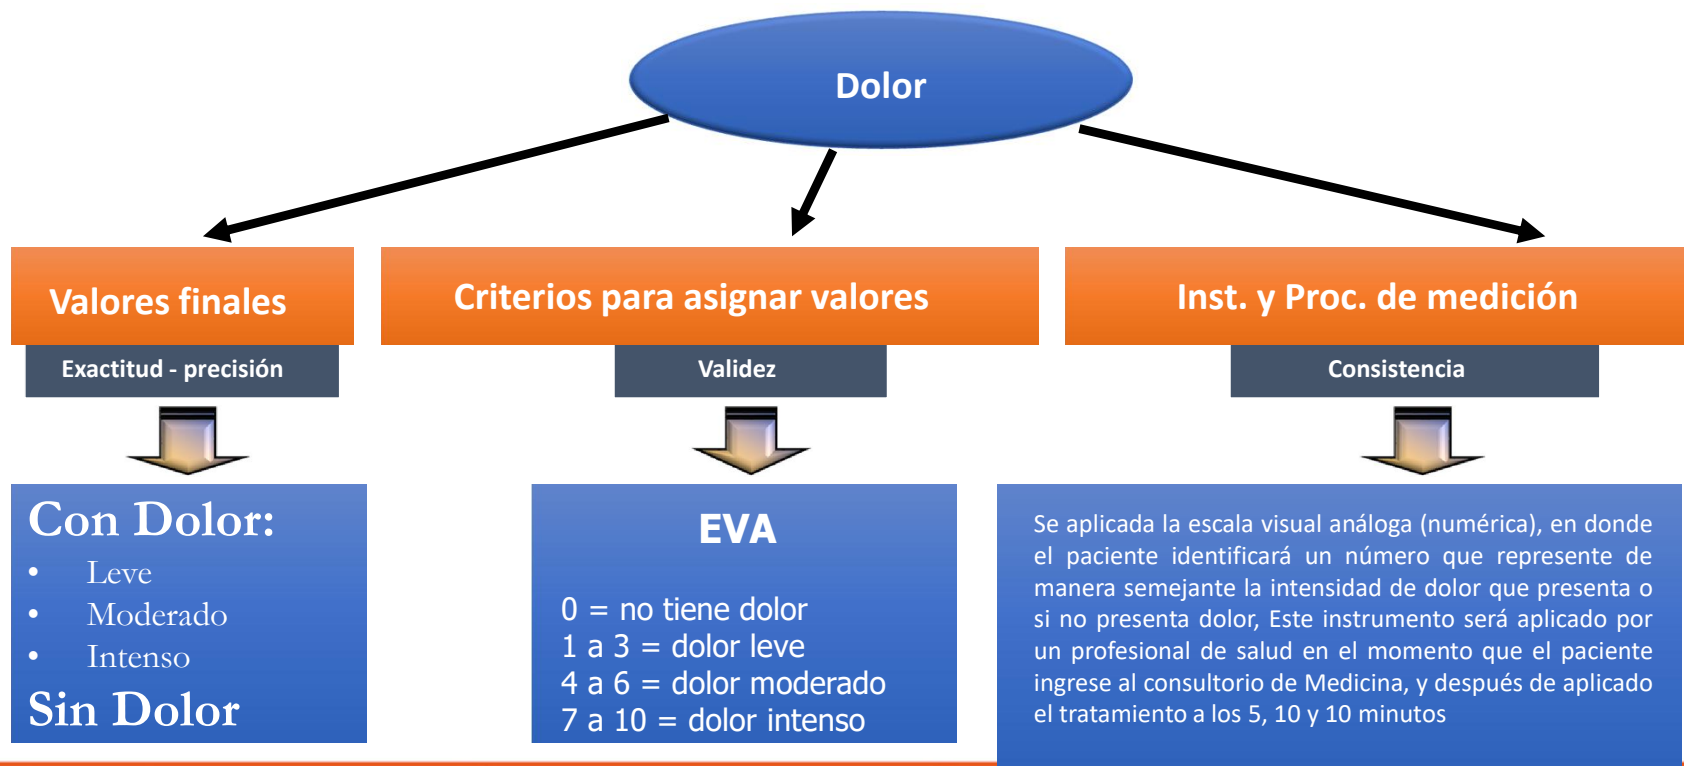 Dolor
Valores finales
Exactitud - precisión
Con Dolor:
• Leve
• Moderado
• Intenso
Sin Dolor
Criterios para asignar valores
Validez
EVA
0 = no tiene dolor
1 a 3 = dolor leve
4 a 6 = dolor moderado
7 a 10 = dolor intenso
Inst. y Proc. de medición
Consistencia
Se aplicada la escala visual análoga (numérica), en donde
el paciente identificará un número que represente de
manera semejante la intensidad de dolor que presenta o
si no presenta dolor, Este instrumento será aplicado por
un profesional de salud en el momento que el paciente
ingrese al consultorio de Medicina, y después de aplicado
el tratamiento a los 5, 10 y 10 minutos